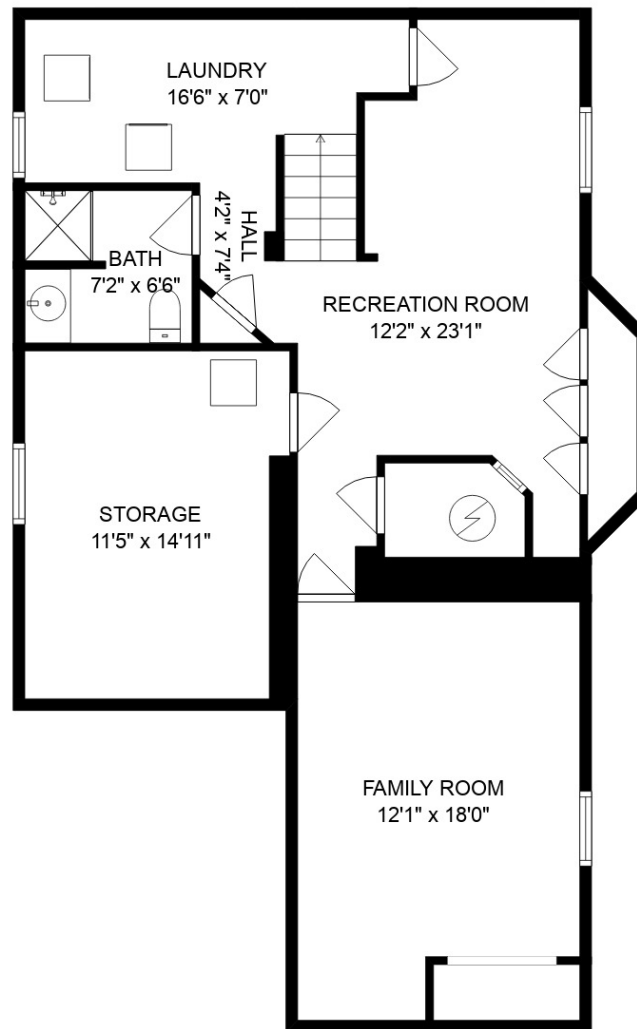 LAUNDRY
16'6" x 7'0"
HALL
4'2" x 7'4"
BATH
7'2" x 6'6"
RECREATION ROOM
12'2" x 23'1"
STORAGE
11'5" x 14'11"
FAMILY ROOM
12'1" x 18'0"